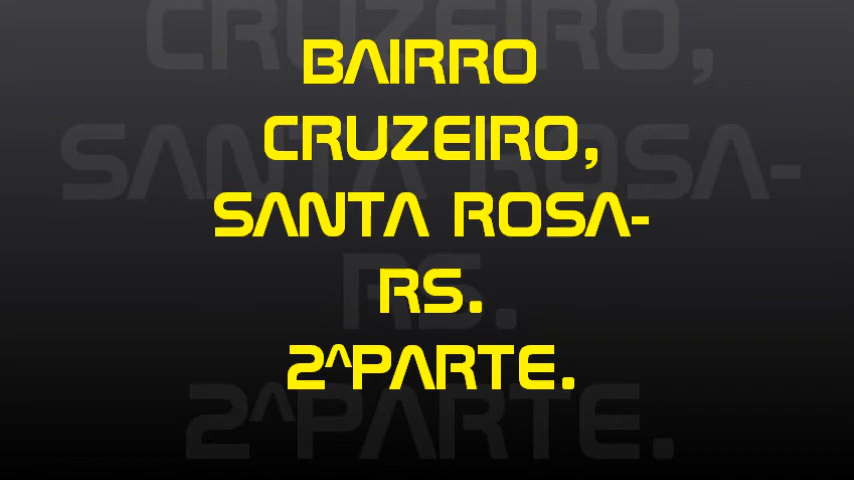 BAIRRO
CRUZEIRO,
SANTA ROSA-
RS.
2^PARTE.